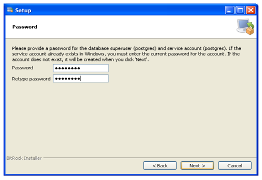 Setup
Password
Please provide a password for the database superuser (postgres) and service account (postgres). If the
service account already exists in Windows, you must enter the current password for the account. If the
account does not exist, it will be created when you click 'Next'.
Password ********
Retype password ********
BitRock Installer
< Back
Next >
Cancel